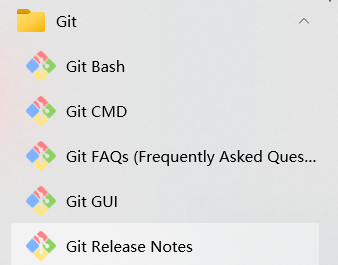 Git
Git Bash
Git CMD
Git FAQs (Frequently Asked Ques...
Git GUI
Git Release Notes